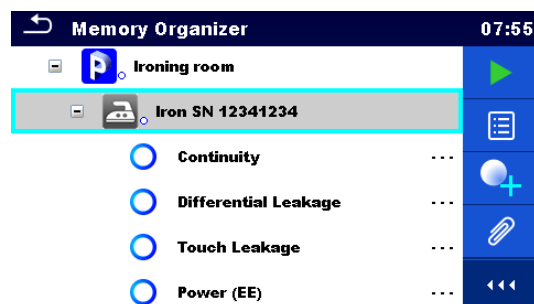 Memory Organizer 07:55
Ironing room
Iron SN 12341234
Continuity ---
Differential Leakage ---
Touch Leakage ---
Power (EE) ---